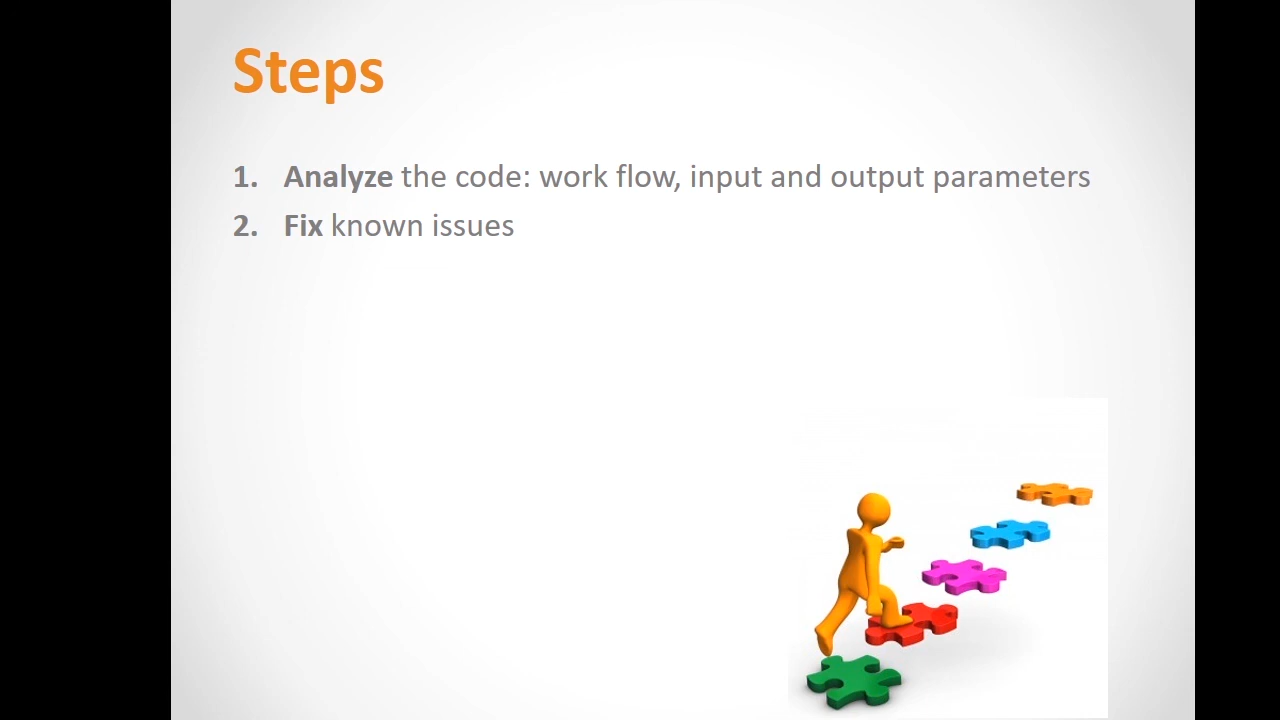 Steps
1. Analyze the code: work flow, input and output parameters
2. Fix known issues